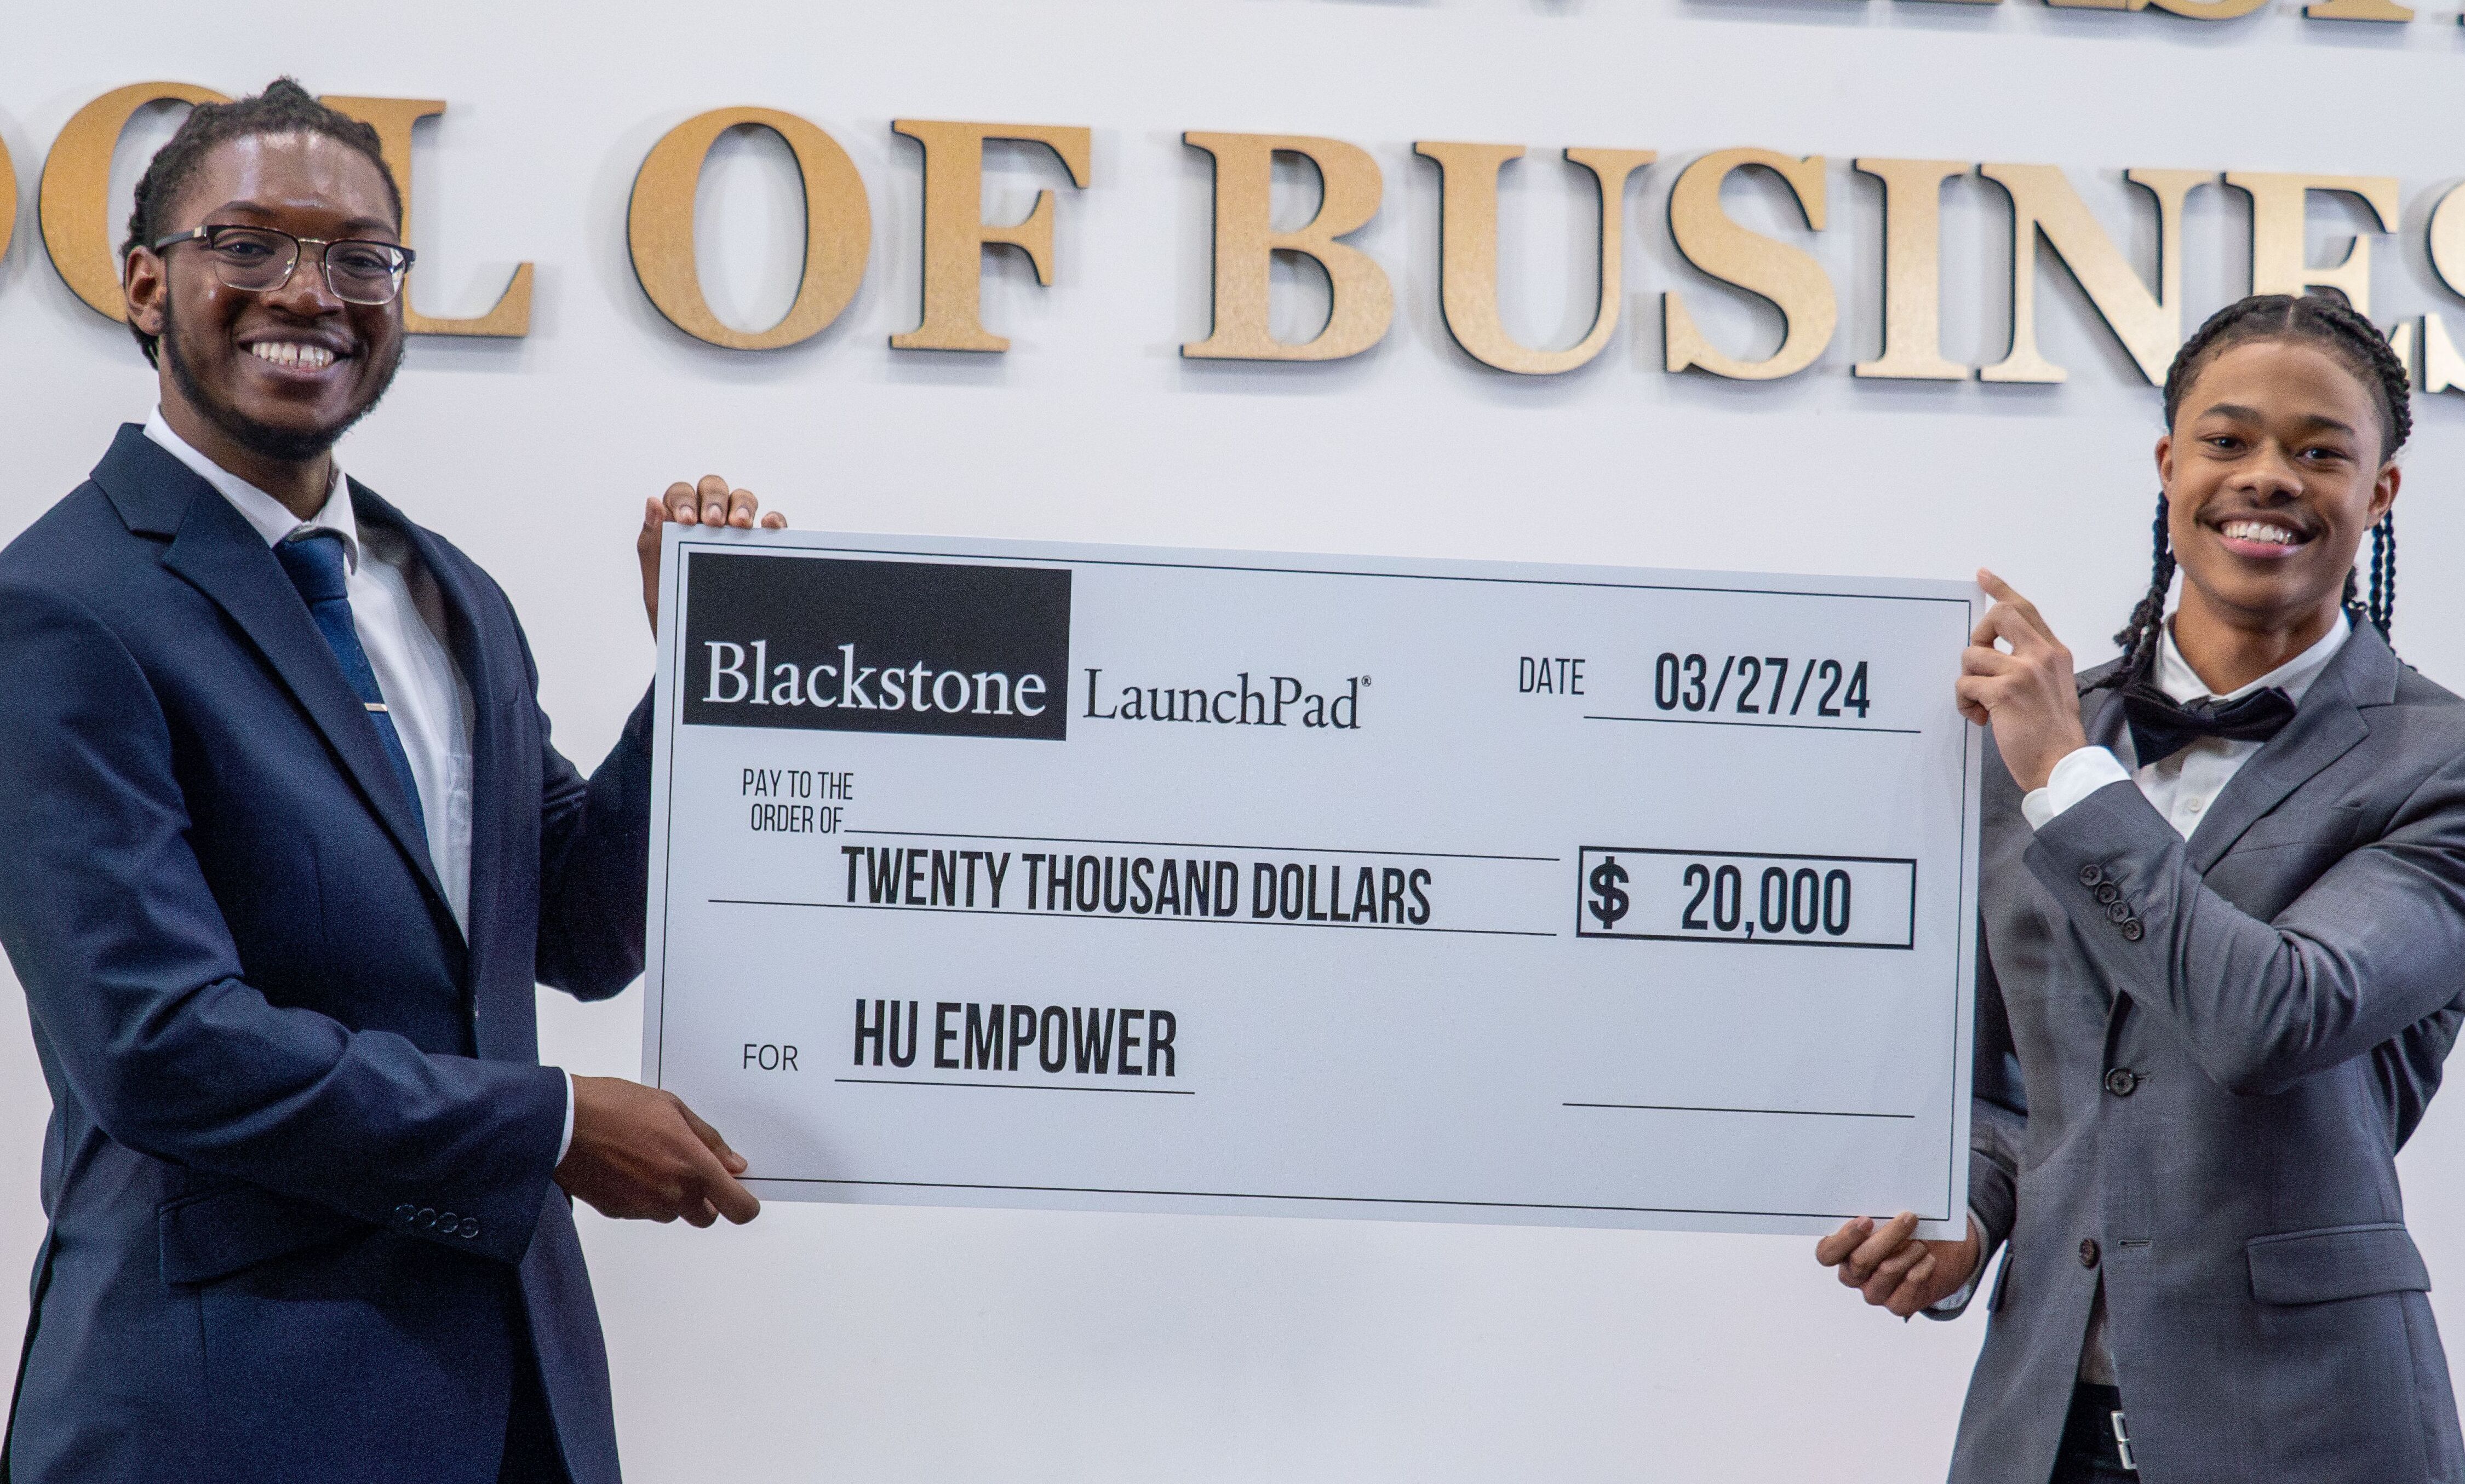 OOL OF BUSINES
Blackstone LaunchPad®
DATE 03/27/24
PAY TO THE
ORDER OF
TWENTY THOUSAND DOLLARS $ 20,000
FOR HU EMPOWER